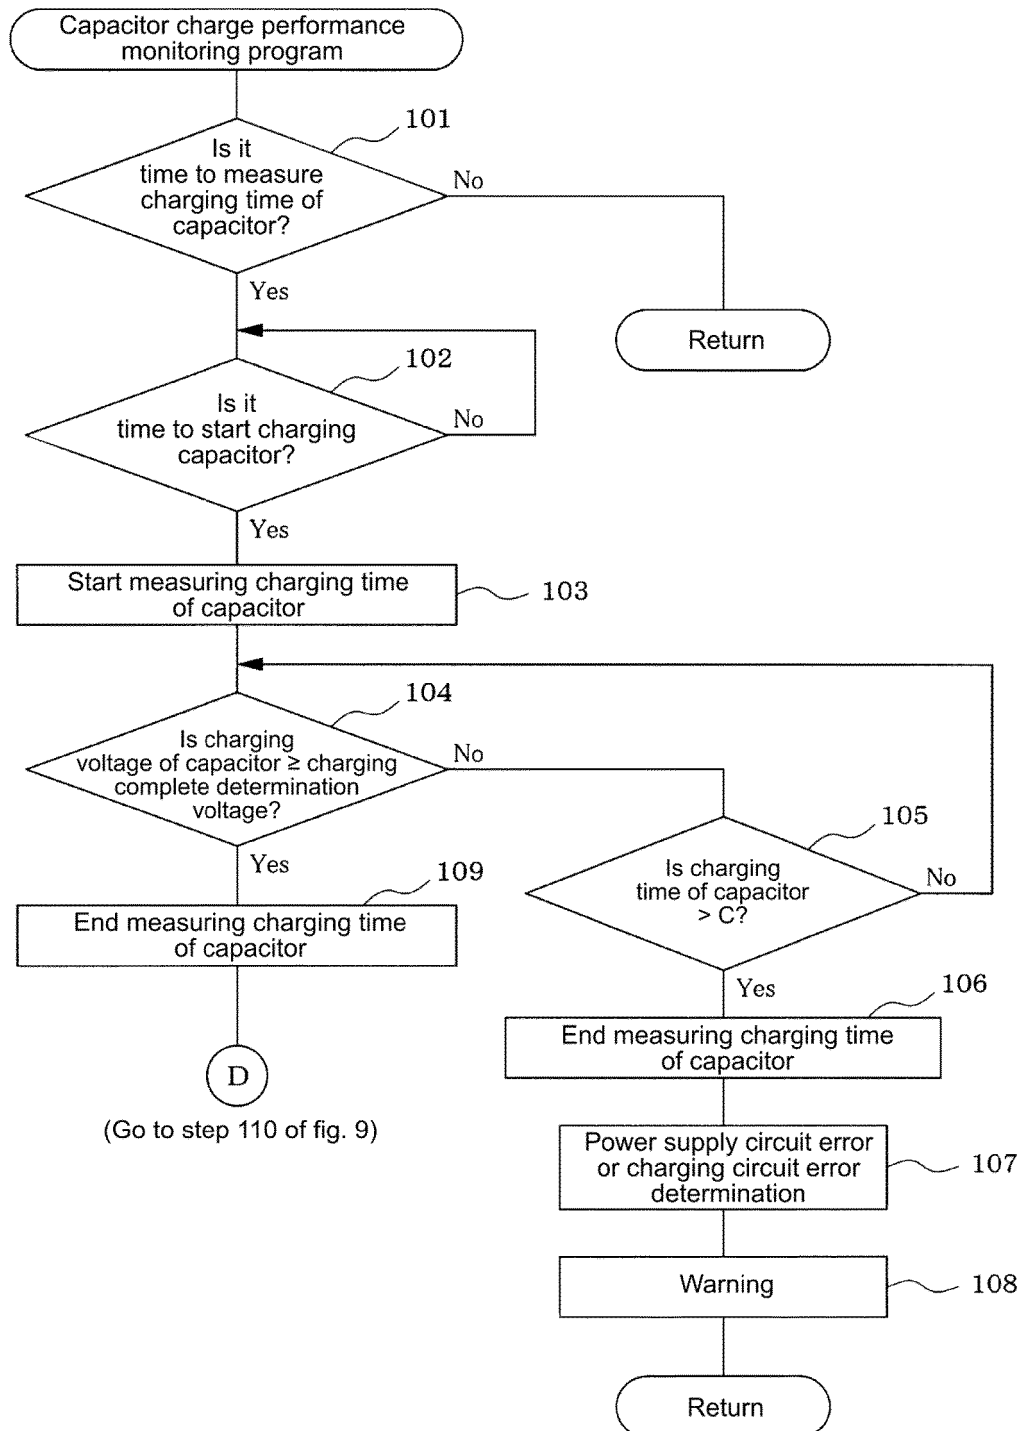 Capacitor charge performance
monitoring program
101
Is it
time to measure
charging time of
capacitor?
No
Yes
Return
102
Is it
time to start charging
capacitor?
No
Yes
Start measuring charging time
of capacitor
103
104
Is charging
voltage of capacitor ≥ charging
complete determination
voltage?
No
Yes
105
Is charging
time of capacitor
> C?
No
Yes
109
End measuring charging time
of capacitor
D
(Go to step 110 of fig. 9)
106
End measuring charging time
of capacitor
Power supply circuit error
or charging circuit error
determination
107
Warning
108
Return